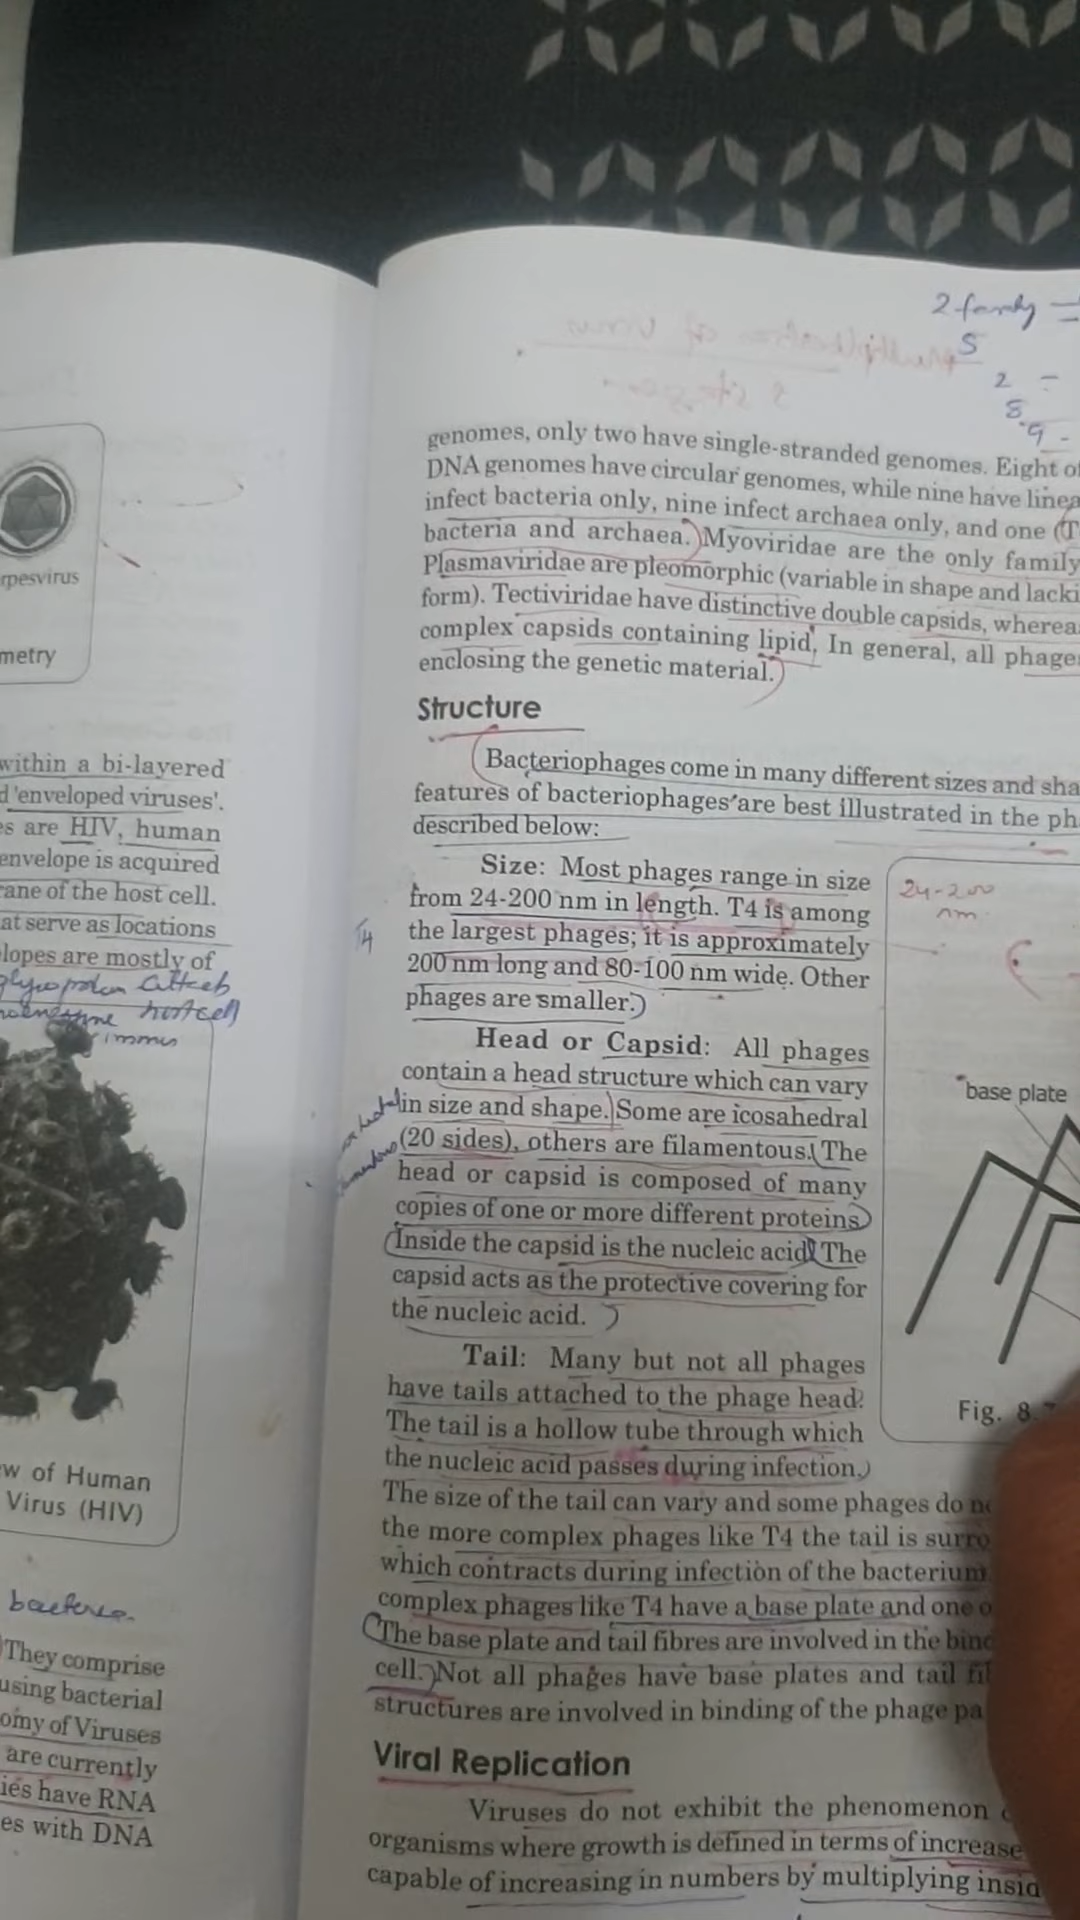 rpesvirus
metry
within a bi-layered
d 'enveloped viruses'.
es are HIV, human
envelope is acquired
rane of the host cell.
at serve as locations
lopes are mostly of
host cell
w of Human
Virus (HIV)
bacteria
They comprise
using bacterial
omy of Viruses
are currently
ies have RNA
es with DNA
2 family =
5
2 -
8
9 -
genomes, only two have single-stranded genomes. Eight of
DNA genomes have circular genomes, while nine have linea
infect bacteria only, nine infect archaea only, and one (T
bacteria and archaea. Myoviridae are the only family
Plasmaviridae are pleomorphic (variable in shape and lacki
form). Tectiviridae have distinctive double capsids, wherea
complex capsids containing lipid. In general, all phage
enclosing the genetic material.
Structure
Bacteriophages come in many different sizes and sha
features of bacteriophages are best illustrated in the ph
described below:
Size: Most phages range in size
from 24-200 nm in length. T4 is among
the largest phages; it is approximately
200 nm long and 80-100 nm wide. Other
phages are smaller.
T4
24-200
nm
Head or Capsid: All phages
contain a head structure which can vary
in size and shape. Some are icosahedral
(20 sides), others are filamentous. The
head or capsid is composed of many
copies of one or more different proteins.
Inside the capsid is the nucleic acid. The
capsid acts as the protective covering for
the nucleic acid.
base plate
Fig. 8.7
Tail: Many but not all phages
have tails attached to the phage head.
The tail is a hollow tube through which
the nucleic acid passes during infection.
The size of the tail can vary and some phages do no
the more complex phages like T4 the tail is surro
which contracts during infection of the bacterium
complex phages like T4 have a base plate and one o
The base plate and tail fibres are involved in the bind
cell. Not all phages have base plates and tail fi
structures are involved in binding of the phage pa
Viral Replication
Viruses do not exhibit the phenomenon
organisms where growth is defined in terms of increase
capable of increasing in numbers by multiplying insid